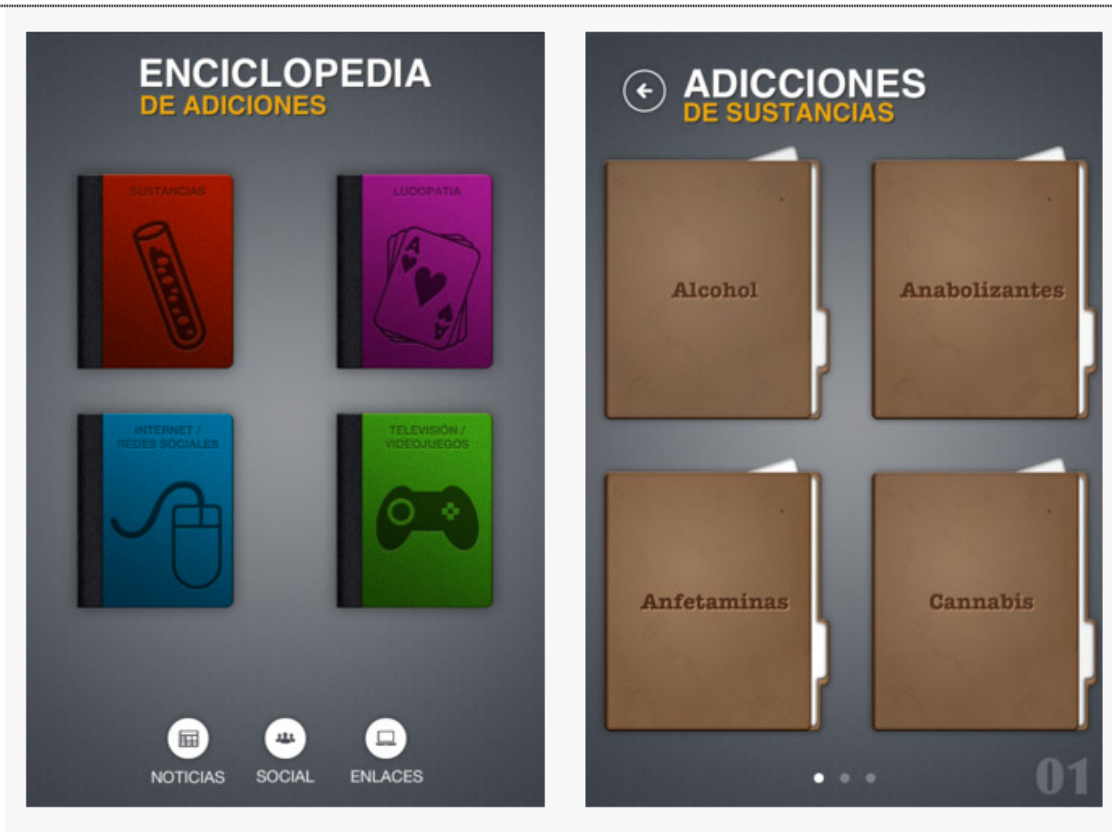 ENCICLOPEDIA
DE ADICIONES
SUSTANCIAS
LUDOPATIA
A
A
INTERNET /
REDES SOCIALES
TELEVISIÓN /
VIDEOJUEGOS
NOTICIAS
SOCIAL
ENLACES
ADICCIONES
DE SUSTANCIAS
Alcohol
Anabolizantes
Anfetaminas
Cannabis
01